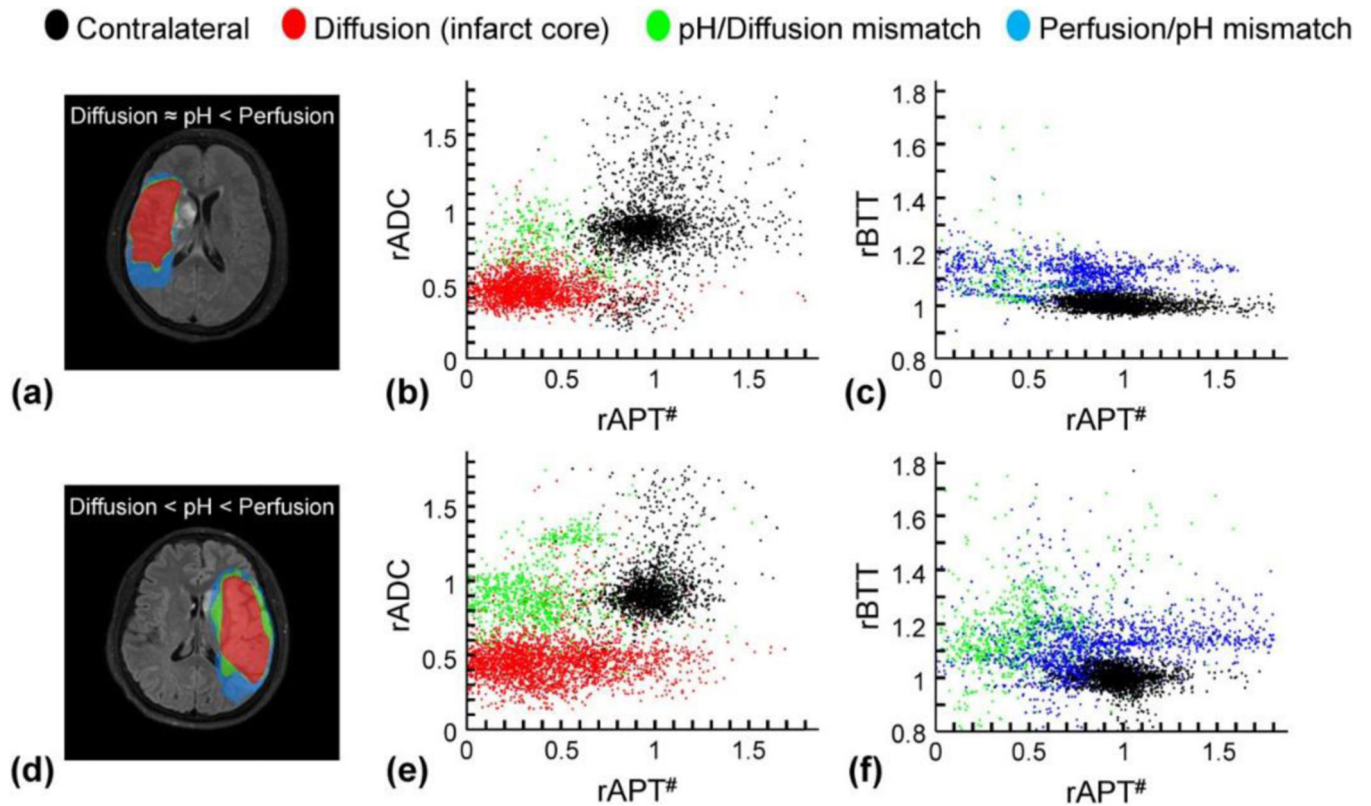 Contralateral Diffusion (infarct core) pH/Diffusion mismatch Perfusion/pH mismatch
Diffusion ≈ pH < Perfusion
(a)
rADC
1.5
1
0.5
0
0 0.5 1 1.5
rAPT#
(b)
rBTT
1.8
1.6
1.4
1.2
1
0.8
0 0.5 1 1.5
rAPT#
(c)
Diffusion < pH < Perfusion
(d)
rADC
1.5
1
0.5
0
0 0.5 1 1.5
rAPT#
(e)
rBTT
1.8
1.6
1.4
1.2
1
0.8
0 0.5 1 1.5
rAPT#
(f)